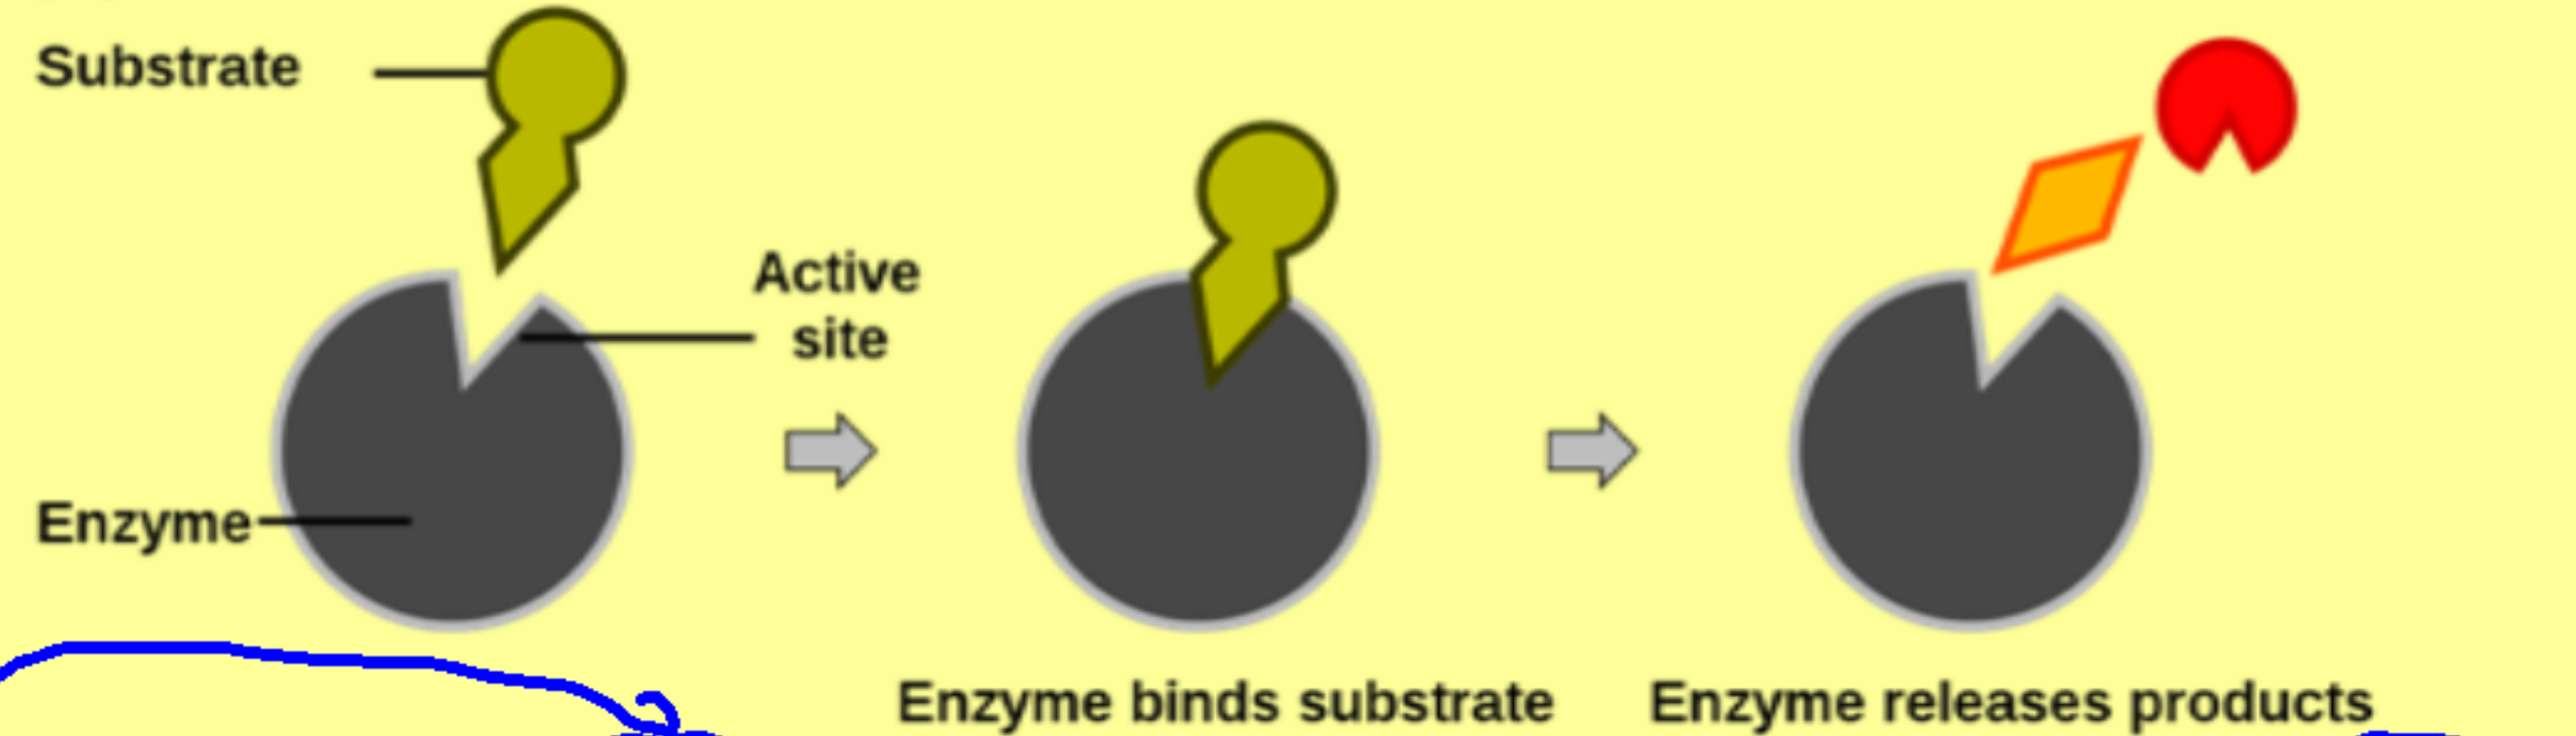 Substrate
Active
site
Enzyme
Enzyme binds substrate
Enzyme releases products